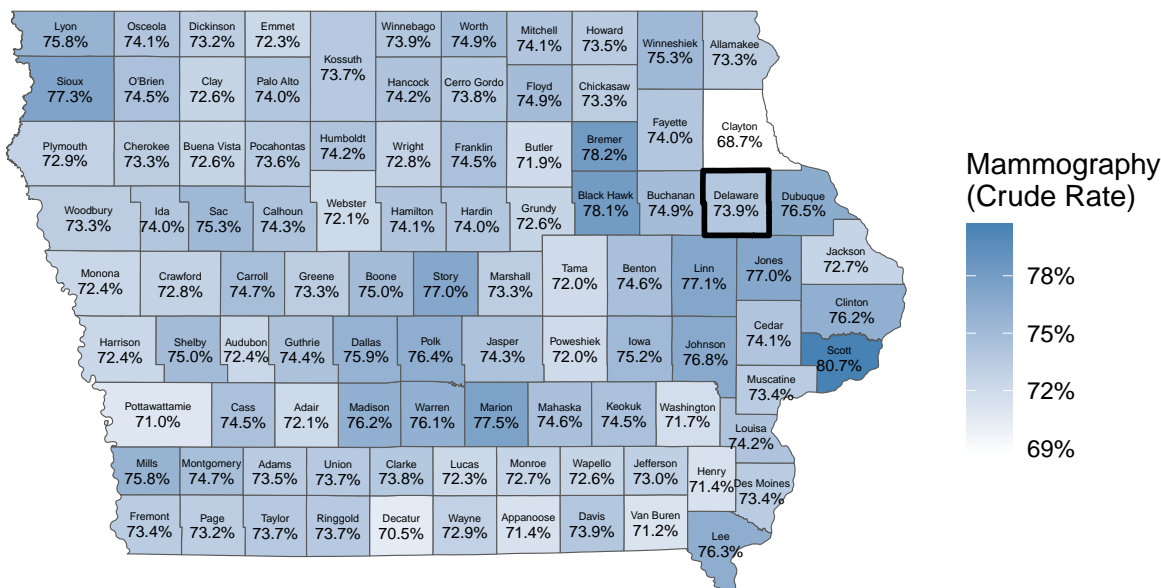 Lyon
75.8%
Osceola
74.1%
Dickinson
73.2%
Emmet
72.3%
Kossuth
73.7%
Winnebago
73.9%
Worth
74.9%
Mitchell
74.1%
Howard
73.5%
Winneshiek
75.3%
Allamakee
73.3%
Sioux
77.3%
O'Brien
74.5%
Clay
72.6%
Palo Alto
74.0%
Hancock
74.2%
Cerro Gordo
73.8%
Floyd
74.9%
Chickasaw
73.3%
Fayette
74.0%
Clayton
68.7%
Plymouth
72.9%
Cherokee
73.3%
Buena Vista
72.6%
Pocahontas
73.6%
Humboldt
74.2%
Wright
72.8%
Franklin
74.5%
Butler
71.9%
Bremer
78.2%
Woodbury
73.3%
Ida
74.0%
Sac
75.3%
Calhoun
74.3%
Webster
72.1%
Hamilton
74.1%
Hardin
74.0%
Grundy
72.6%
Black Hawk
78.1%
Buchanan
74.9%
Delaware
73.9%
Dubuque
76.5%
Monona
72.4%
Crawford
72.8%
Carroll
74.7%
Greene
73.3%
Boone
75.0%
Story
77.0%
Marshall
73.3%
Tama
72.0%
Benton
74.6%
Linn
77.1%
Jones
77.0%
Jackson
72.7%
Clinton
76.2%
Harrison
72.4%
Shelby
75.0%
Audubon
72.4%
Guthrie
74.4%
Dallas
75.9%
Polk
76.4%
Jasper
74.3%
Poweshiek
72.0%
Iowa
75.2%
Johnson
76.8%
Cedar
74.1%
Scott
80.7%
Muscatine
73.4%
Pottawattamie
71.0%
Cass
74.5%
Adair
72.1%
Madison
76.2%
Warren
76.1%
Marion
77.5%
Mahaska
74.6%
Keokuk
74.5%
Washington
71.7%
Louisa
74.2%
Mills
75.8%
Montgomery
74.7%
Adams
73.5%
Union
73.7%
Clarke
73.8%
Lucas
72.3%
Monroe
72.7%
Wapello
72.6%
Jefferson
73.0%
Henry
71.4%
Des Moines
73.4%
Fremont
73.4%
Page
73.2%
Taylor
73.7%
Ringgold
73.7%
Decatur
70.5%
Wayne
72.9%
Appanoose
71.4%
Davis
73.9%
Van Buren
71.2%
Lee
76.3%
Mammography
(Crude Rate)
78%
75%
72%
69%